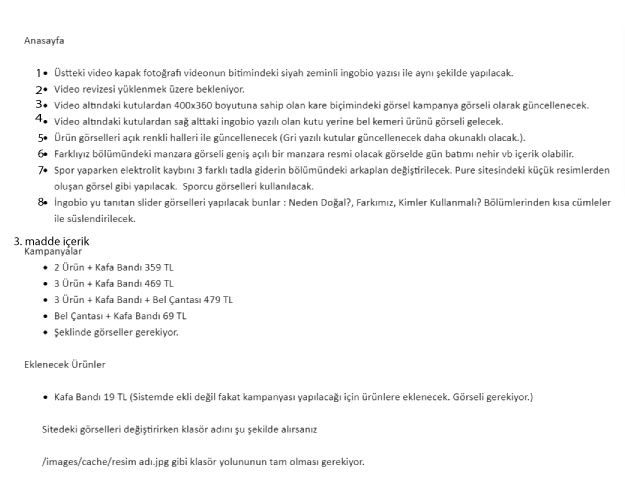 Anasayfa
1• Üstteki video kapak fotoğrafı videonun bitimindeki siyah zeminli ingobio yazısı ile aynı şekilde yapılacak.
2• Video revizesi yüklenmek üzere bekleniyor.
3• Video altındaki kutulardan 400x360 boyutuna sahip olan kare biçimindeki görsel kampanya görseli olarak güncellenecek.
4• Video altındaki kutulardan sağ alttaki ingobio yazılı olan kutu yerine bel kemeri ürünü görseli gelecek.
5• Ürün görselleri açık renkli halleri ile güncellenecek (Gri yazılı kutular güncellenecek daha okunaklı olacak.).
6• Farklıyız bölümündeki manzara görseli geniş açılı bir manzara resmi olacak görselde gün batımı nehir vb içerik olabilir.
7• Spor yaparken elektrolit kaybını 3 farklı tadla giderin bölümündeki arkaplan değiştirilecek. Pure sitesindeki küçük resimlerden
oluşan görsel gibi yapılacak. Sporcu görselleri kullanılacak.
8• İngobio yu tanıtan slider görselleri yapılacak bunlar : Neden Doğal?, Farkımız, Kimler Kullanmalı? Bölümlerinden kısa cümleler
ile süslendirilecek.
3. madde içerik
Kampanyalar
• 2 Ürün + Kafa Bandı 359 TL
• 3 Ürün + Kafa Bandı 469 TL
• 3 Ürün + Kafa Bandı + Bel Çantası 479 TL
• Bel Çantası + Kafa Bandı 69 TL
• Şeklinde görseller gerekiyor.
Eklenecek Ürünler
• Kafa Bandı 19 TL (Sistemde ekli değil fakat kampanyası yapılacağı için ürünlere eklenecek. Görseli gerekiyor.)
Sitedeki görselleri değiştirirken klasör adını şu şekilde alırsanız
/images/cache/resim adı.jpg gibi klasör yolununun tam olması gerekiyor.